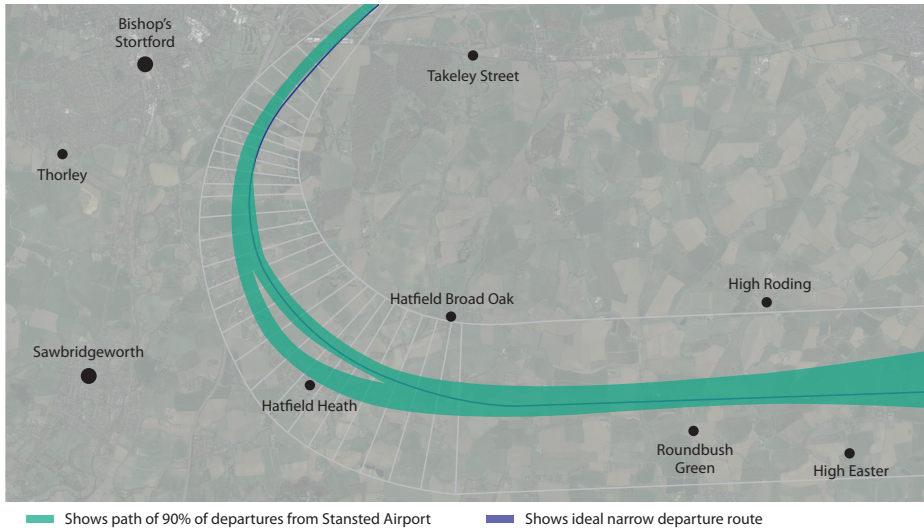 Bishop's
Stortford
Takeley Street
Thorley
High Roding
Hatfield Broad Oak
Sawbridgeworth
Hatfield Heath
Roundbush
Green
High Easter
Shows path of 90% of departures from Stansted Airport
Shows ideal narrow departure route